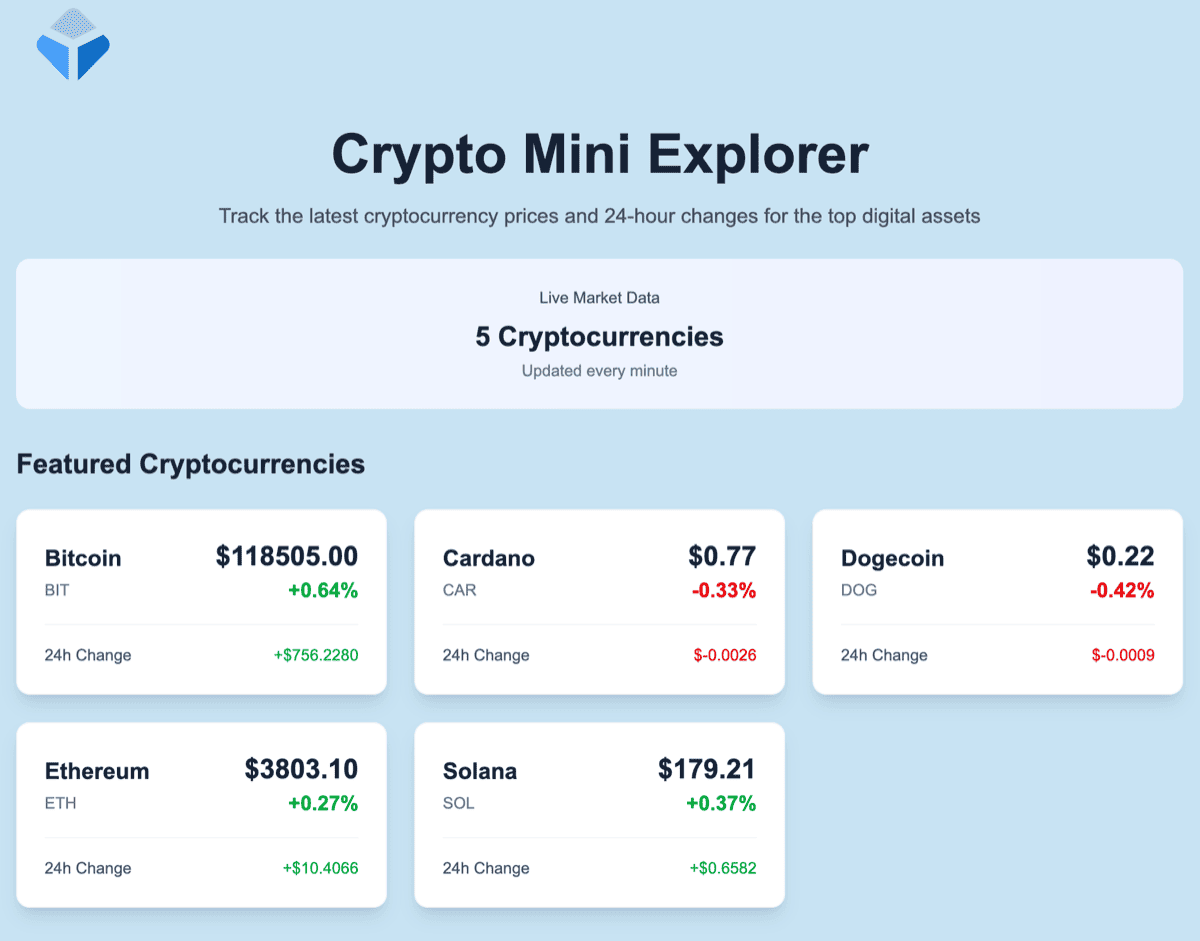 Crypto Mini Explorer
Track the latest cryptocurrency prices and 24-hour changes for the top digital assets
Live Market Data
5 Cryptocurrencies
Updated every minute
Featured Cryptocurrencies
Bitcoin $118505.00
BIT +0.64%
24h Change +$756.2280
Cardano $0.77
CAR -0.33%
24h Change $-0.0026
Dogecoin $0.22
DOG -0.42%
24h Change $-0.0009
Ethereum $3803.10
ETH +0.27%
24h Change +$10.4066
Solana $179.21
SOL +0.37%
24h Change +$0.6582